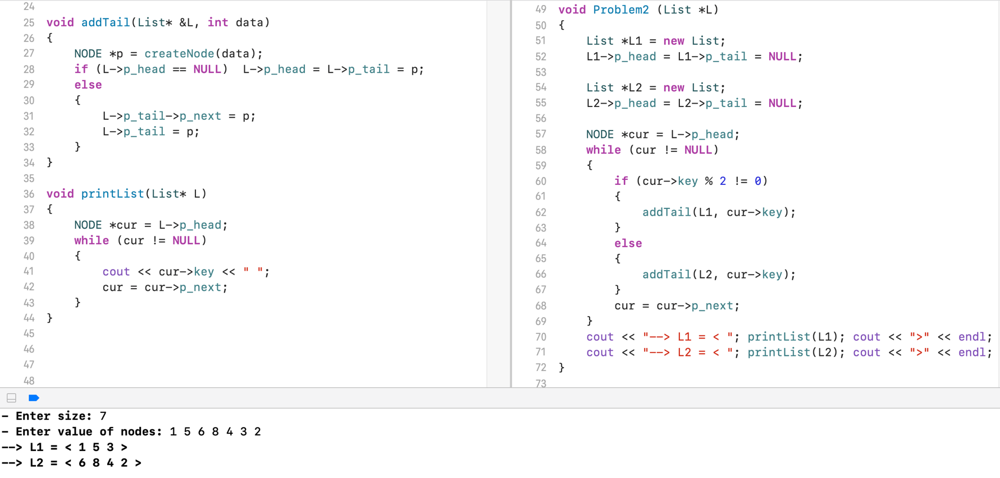 24
25 void addTail(List* &L, int data)
26 {
27     NODE *p = createNode(data);
28     if (L->p_head == NULL)  L->p_head = L->p_tail = p;
29     else
30     {
31         L->p_tail->p_next = p;
32         L->p_tail = p;
33     }
34 }
35
36 void printList(List* L)
37 {
38     NODE *cur = L->p_head;
39     while (cur != NULL)
40     {
41         cout << cur->key << " ";
42         cur = cur->p_next;
43     }
44 }
45
46
47
48
49 void Problem2 (List *L)
50 {
51     List *L1 = new List;
52     L1->p_head = L1->p_tail = NULL;
53
54     List *L2 = new List;
55     L2->p_head = L2->p_tail = NULL;
56
57     NODE *cur = L->p_head;
58     while (cur != NULL)
59     {
60         if (cur->key % 2 != 0)
61         {
62             addTail(L1, cur->key);
63         }
64         else
65         {
66             addTail(L2, cur->key);
67         }
68         cur = cur->p_next;
69     }
70     cout << "--> L1 = < "; printList(L1); cout << ">" << endl;
71     cout << "--> L2 = < "; printList(L2); cout << ">" << endl;
72 }
73
- Enter size: 7
- Enter value of nodes: 1 5 6 8 4 3 2
--> L1 = < 1 5 3 >
--> L2 = < 6 8 4 2 >